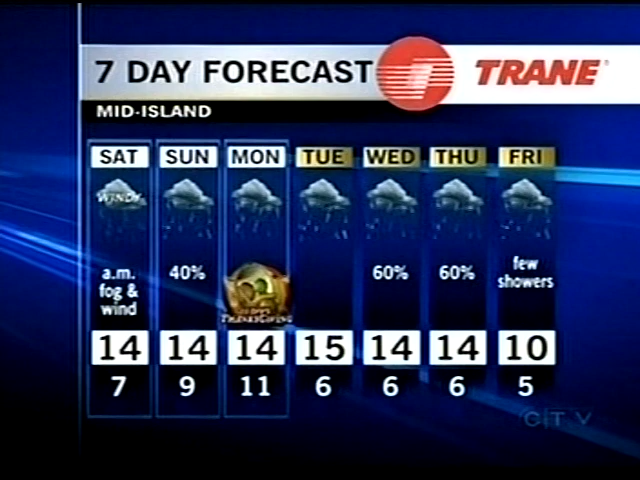 7 DAY FORECAST
TRANE
MID-ISLAND
SAT SUN MON TUE WED THU FRI
WINDY
a.m.
fog &
wind
40%
THANKSGIVING
60%
60%
few
showers
14 14 14 15 14 14 10
7 9 11 6 6 6 5
CTV